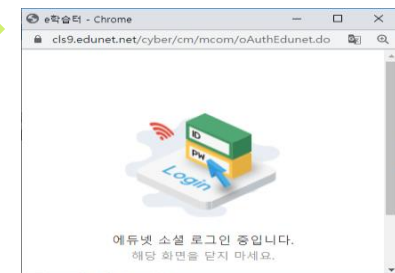 e학습터 - Chrome
cls9.edunet.net/cyber/cm/mcom/oAuthEdunet.do
ID
PW
Login
에듀넷 소셜 로그인 중입니다.
해당 화면을 닫지 마세요.